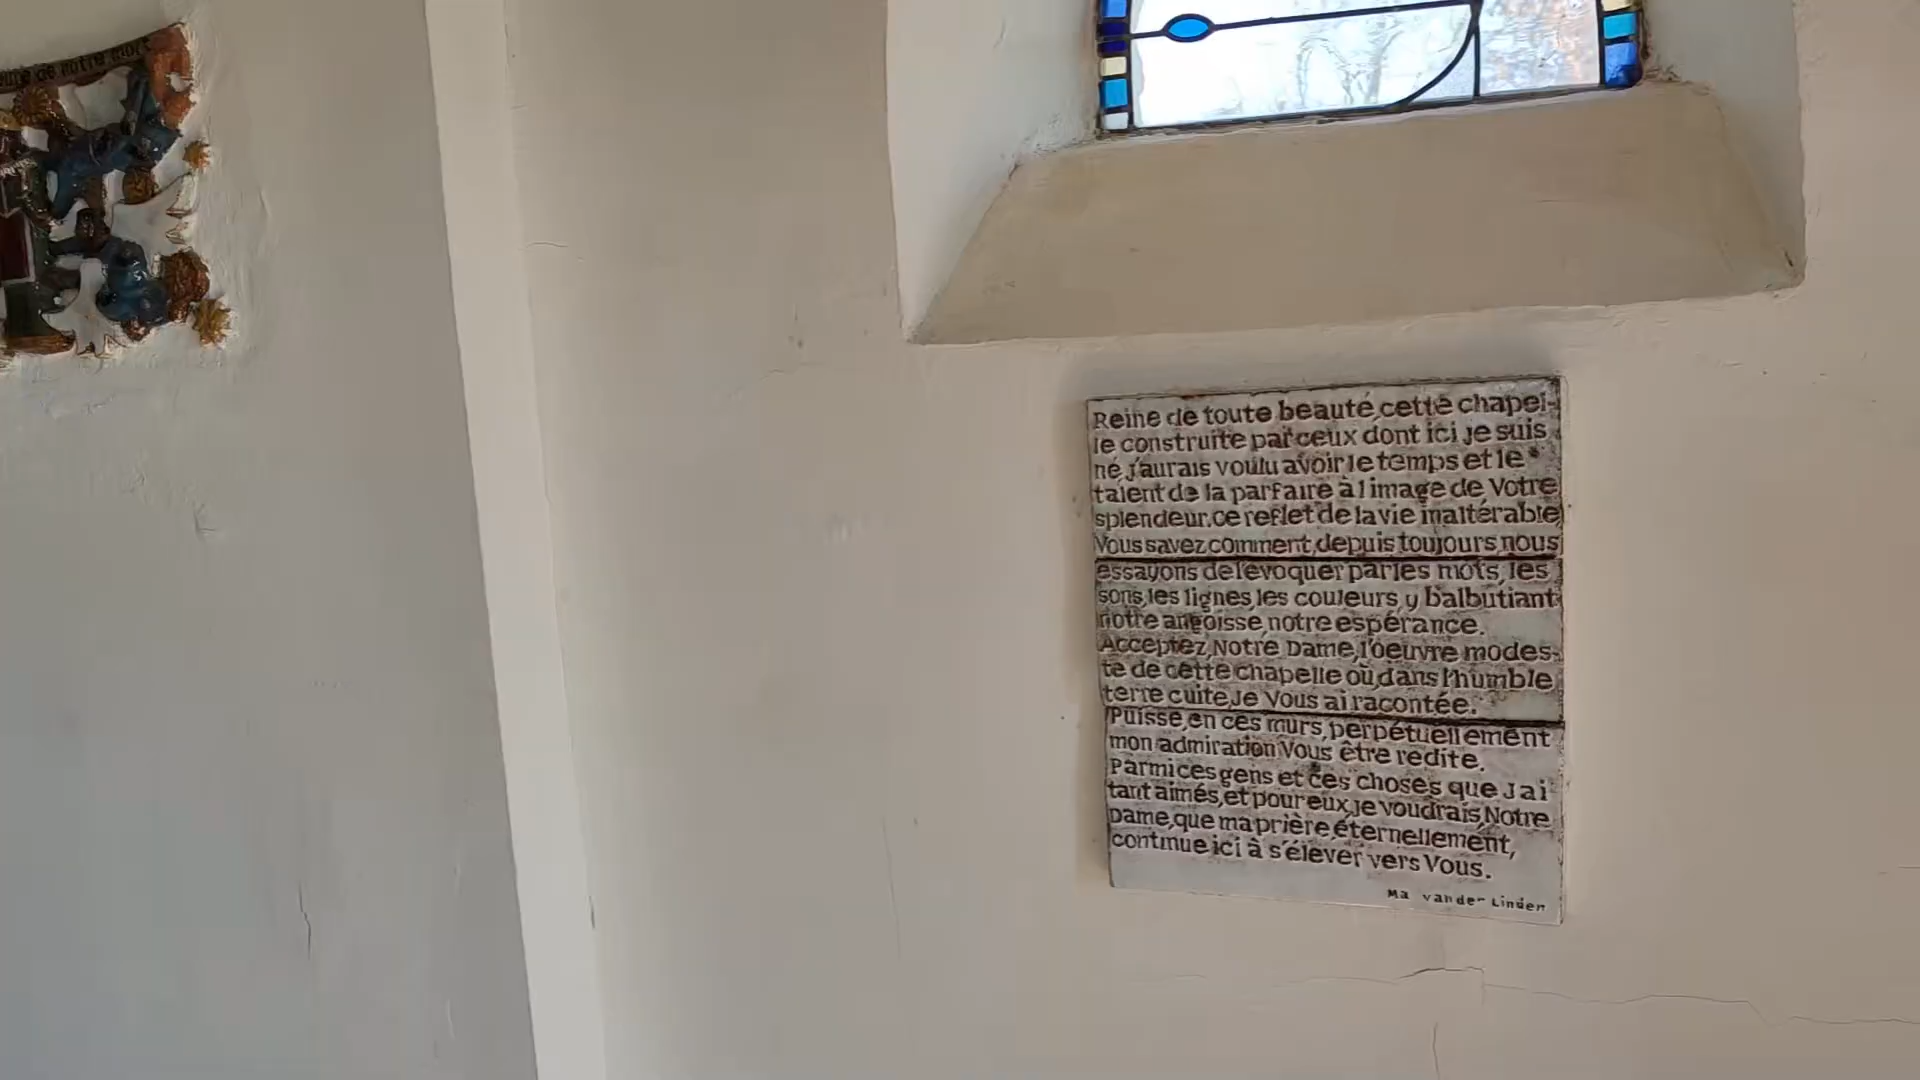 de notre mort
Reine de toute beauté, cette chapel-
le construite par ceux dont ici je suis
né, j'aurais voulu avoir le temps et le
talent de la parfaire à l'image de Votre
splendeur. Ce reflet de la vie inaltérable,
Vous savez comment, depuis toujours, nous
essayons de l'évoquer par les mots, les
sons, les lignes, les couleurs, y balbutiant
notre angoisse, notre espérance.
Acceptez, Notre Dame, l'oeuvre modes-
te de cette chapelle où, dans l'humble
terre cuite, Je Vous ai racontée.
Puisse, en ces murs, perpétuellement
mon admiration Vous être redite.
Parmi ces gens et ces choses que J'ai
tant aimés, et pour eux, je voudrais, Notre
Dame, que ma prière, éternellement,
continue ici à s'élever vers Vous.
Ma vander Linden